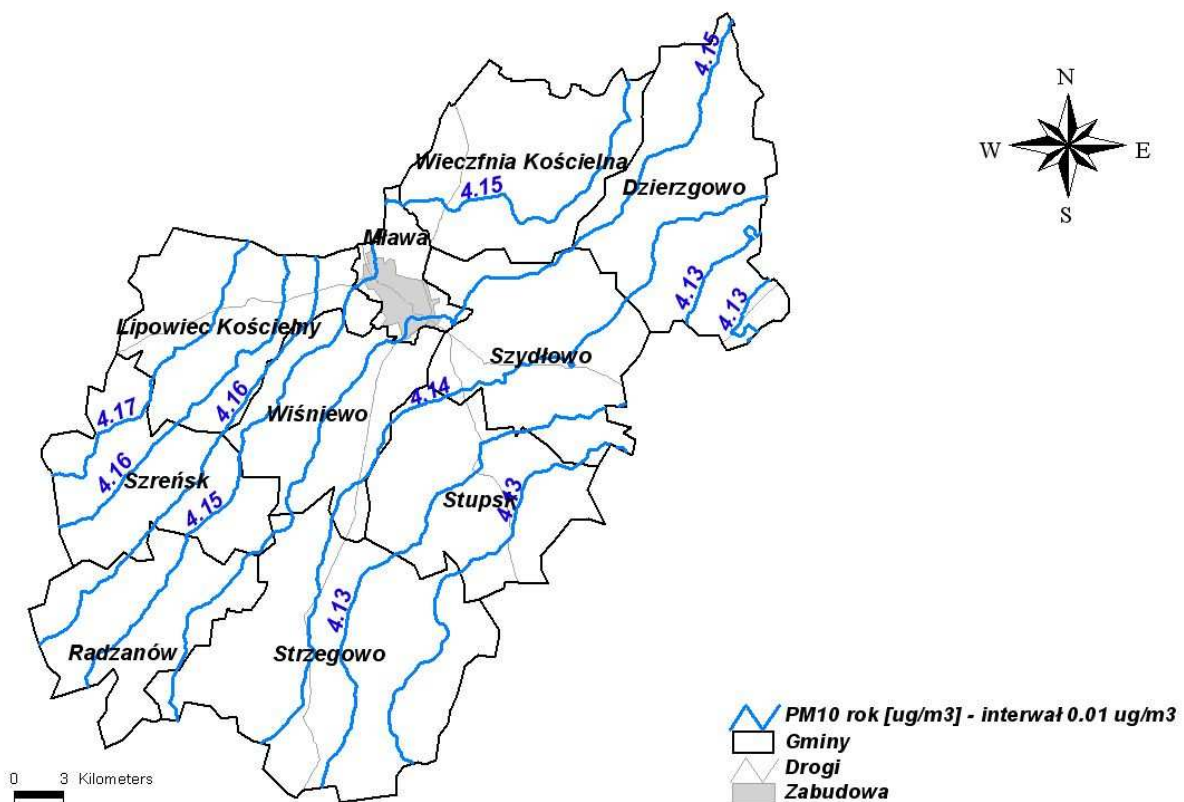 4.15
N
W E
S
Wieczfnia Kościelna
4.15
Dzierzgowo
Mława
4.13
4.13
Lipowiec Kościelny
Szydłowo
4.14
4.16
4.17
Wiśniewo
4.16
Szreńsk
4.15
Stupsk
4.13
4.13
Radzanów
Strzegowo
PM10 rok [ug/m3] - interwał 0.01 ug/m3
Gminy
Drogi
Zabudowa
0 3 Kilometers